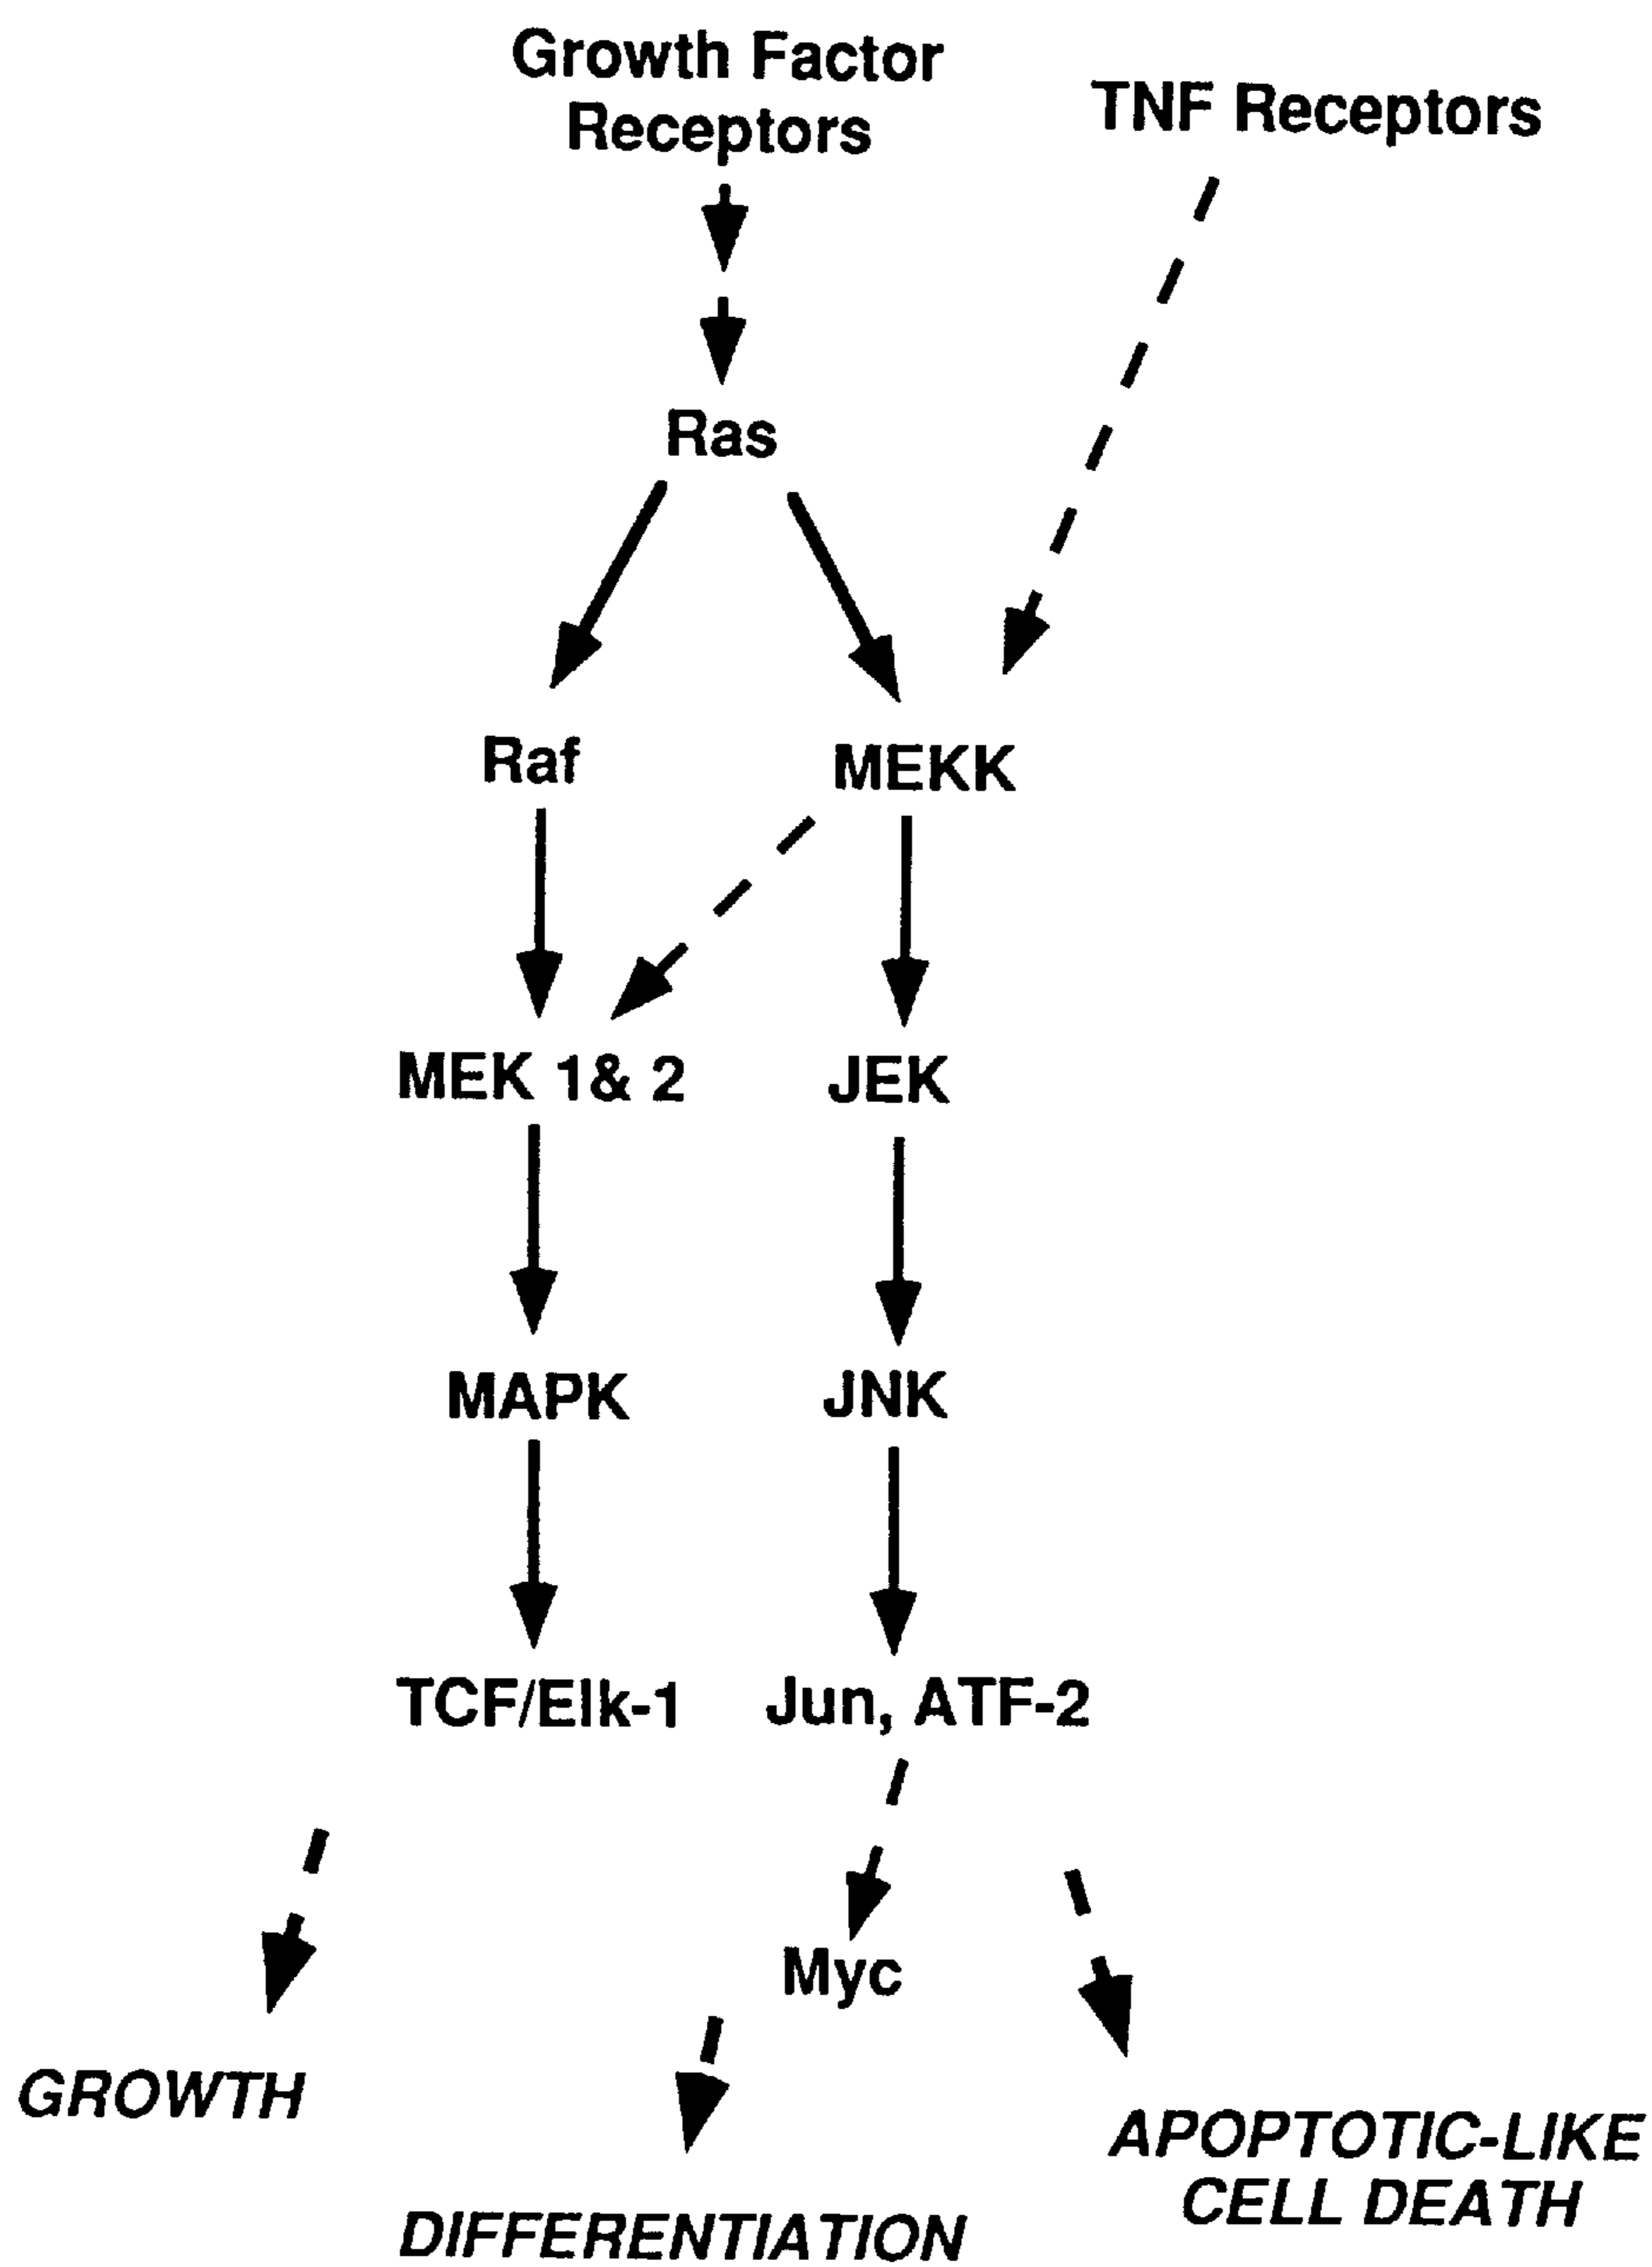 Growth Factor
Receptors
TNF Receptors
Ras
Raf
MEKK
MEK 1& 2
JEK
MAPK
JNK
TCF/Elk-1
Jun, ATF-2
Myc
GROWTH
APOPTOTIC-LIKE
CELL DEATH
DIFFERENTIATION